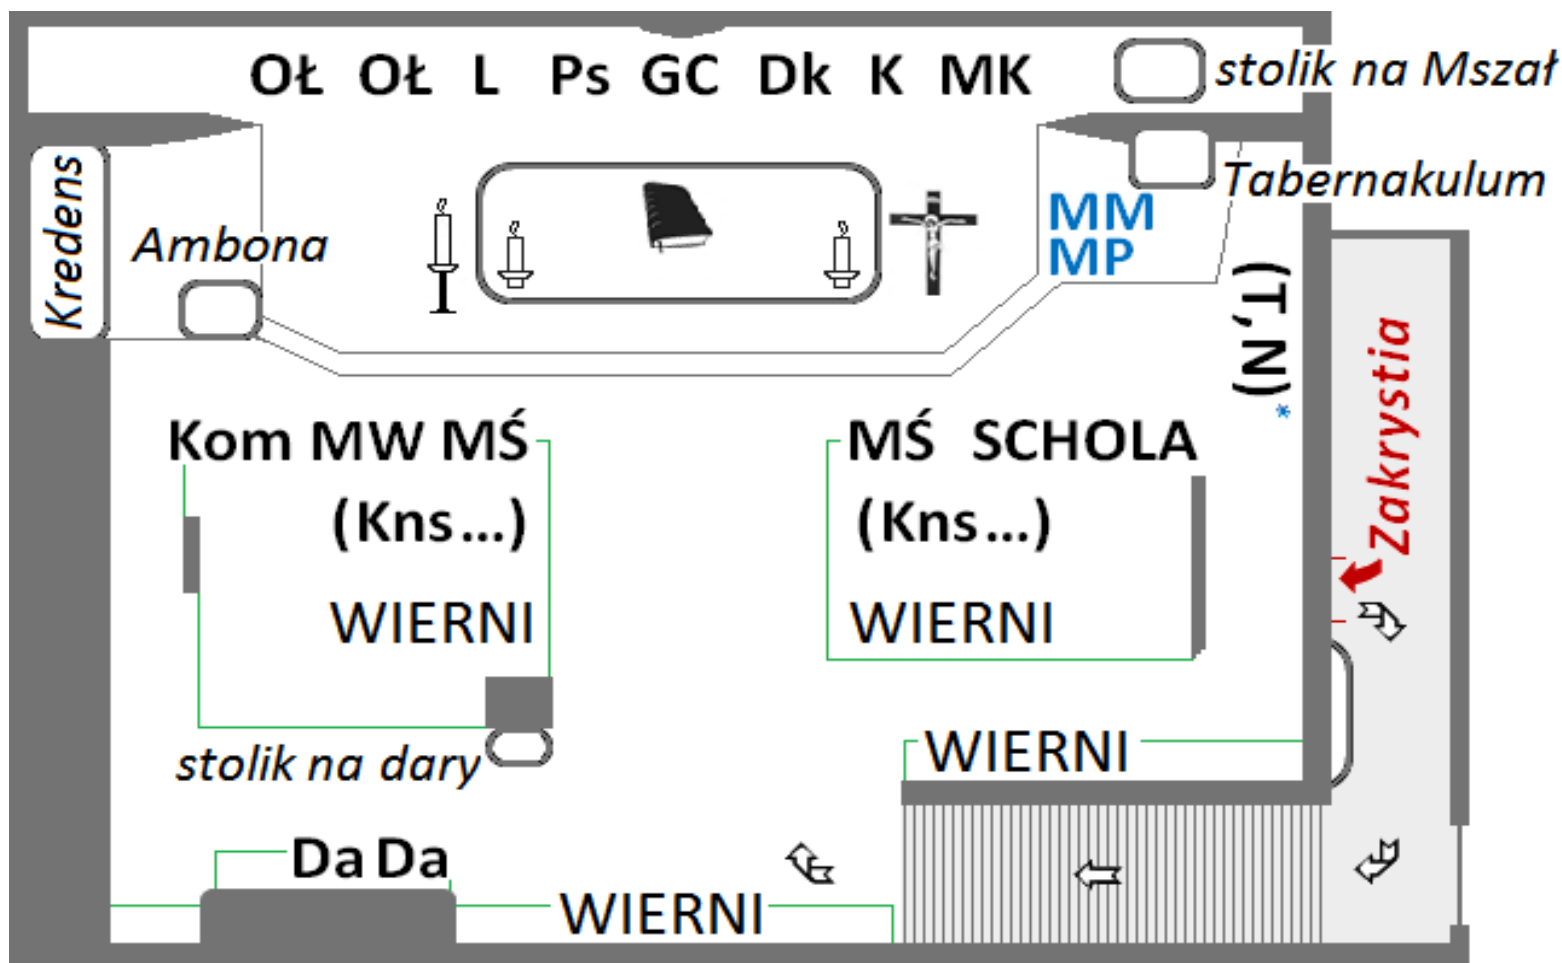 OŁ OŁ L Ps GC Dk K MK
stolik na Mszał
Kredens
Ambona
Tabernakulum
MM
MP
(T,N)*
Zakrystia
Kom MW MŚ
MŚ SCHOLA
(Kns...)
(Kns...)
WIERNI
WIERNI
stolik na dary
WIERNI
Da Da
WIERNI